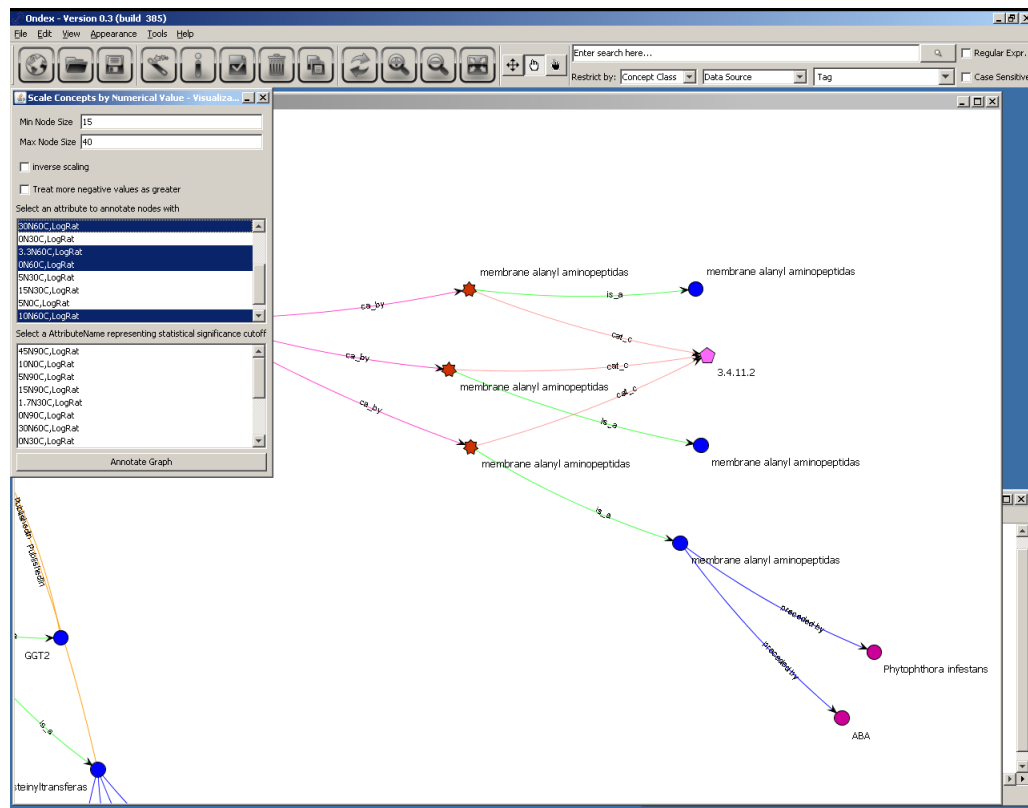 Ondex - Version 0.3 (build 385)
File Edit View Appearance Tools Help
Enter search here...
Regular Expr.
Restrict by: Concept Class Data Source Tag Case Sensitive
Scale Concepts by Numerical Value - Visualiza...
Min Node Size 15
Max Node Size 40
inverse scaling
Treat more negative values as greater
Select an attribute to annotate nodes with
30N60C,LogRat
0N30C,LogRat
3.3N60C,LogRat
0N60C,LogRat
5N30C,LogRat
15N30C,LogRat
5N0C,LogRat
10N60C,LogRat
Select a AttributeName representing statistical significance cutoff
45N90C,LogRat
10N0C,LogRat
5N90C,LogRat
15N90C,LogRat
1.7N30C,LogRat
0N90C,LogRat
30N60C,LogRat
0N30C,LogRat
Annotate Graph
membrane alanyl aminopeptidas
membrane alanyl aminopeptidas
is_a
ca_by
cat_c
ca_by
cat_c
3.4.11.2
membrane alanyl aminopeptidas
cat_c
ca_by
is_a
membrane alanyl aminopeptidas
membrane alanyl aminopeptidas
is_a
PublishedIn
PublishedIn
membrane alanyl aminopeptidas
preceded by
preceded by
GGT2
Phytophthora infestans
is_a
ABA
steinyltransferas